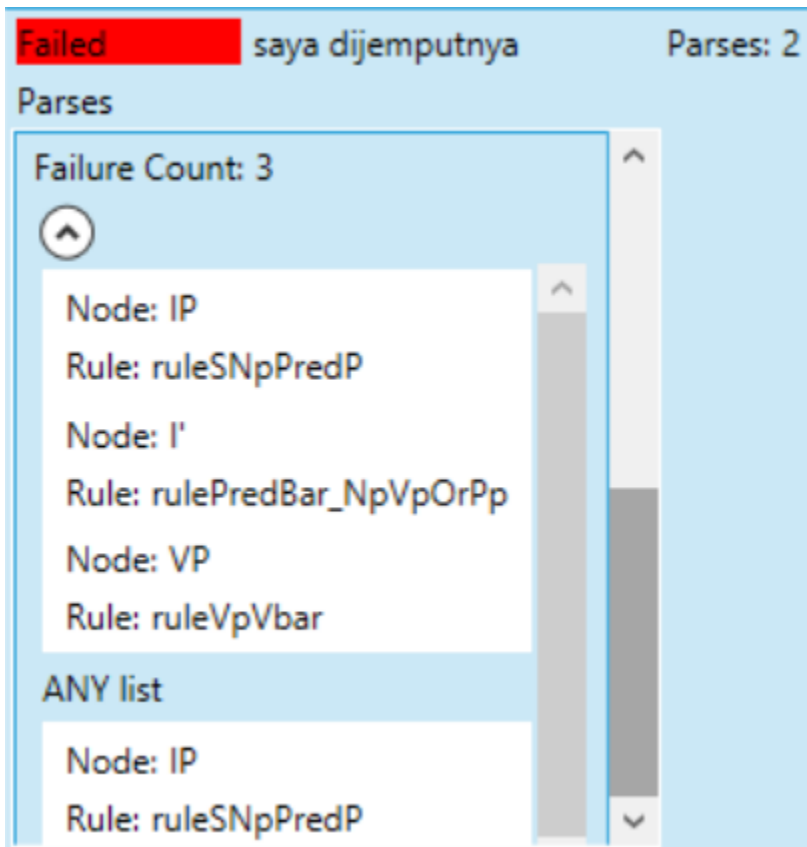 Failed saya dijemputnya Parses: 2
Parses
Failure Count: 3
Node: IP
Rule: ruleSNpPredP
Node: I'
Rule: rulePredBar_NpVpOrPp
Node: VP
Rule: ruleVpVbar
ANY list
Node: IP
Rule: ruleSNpPredP